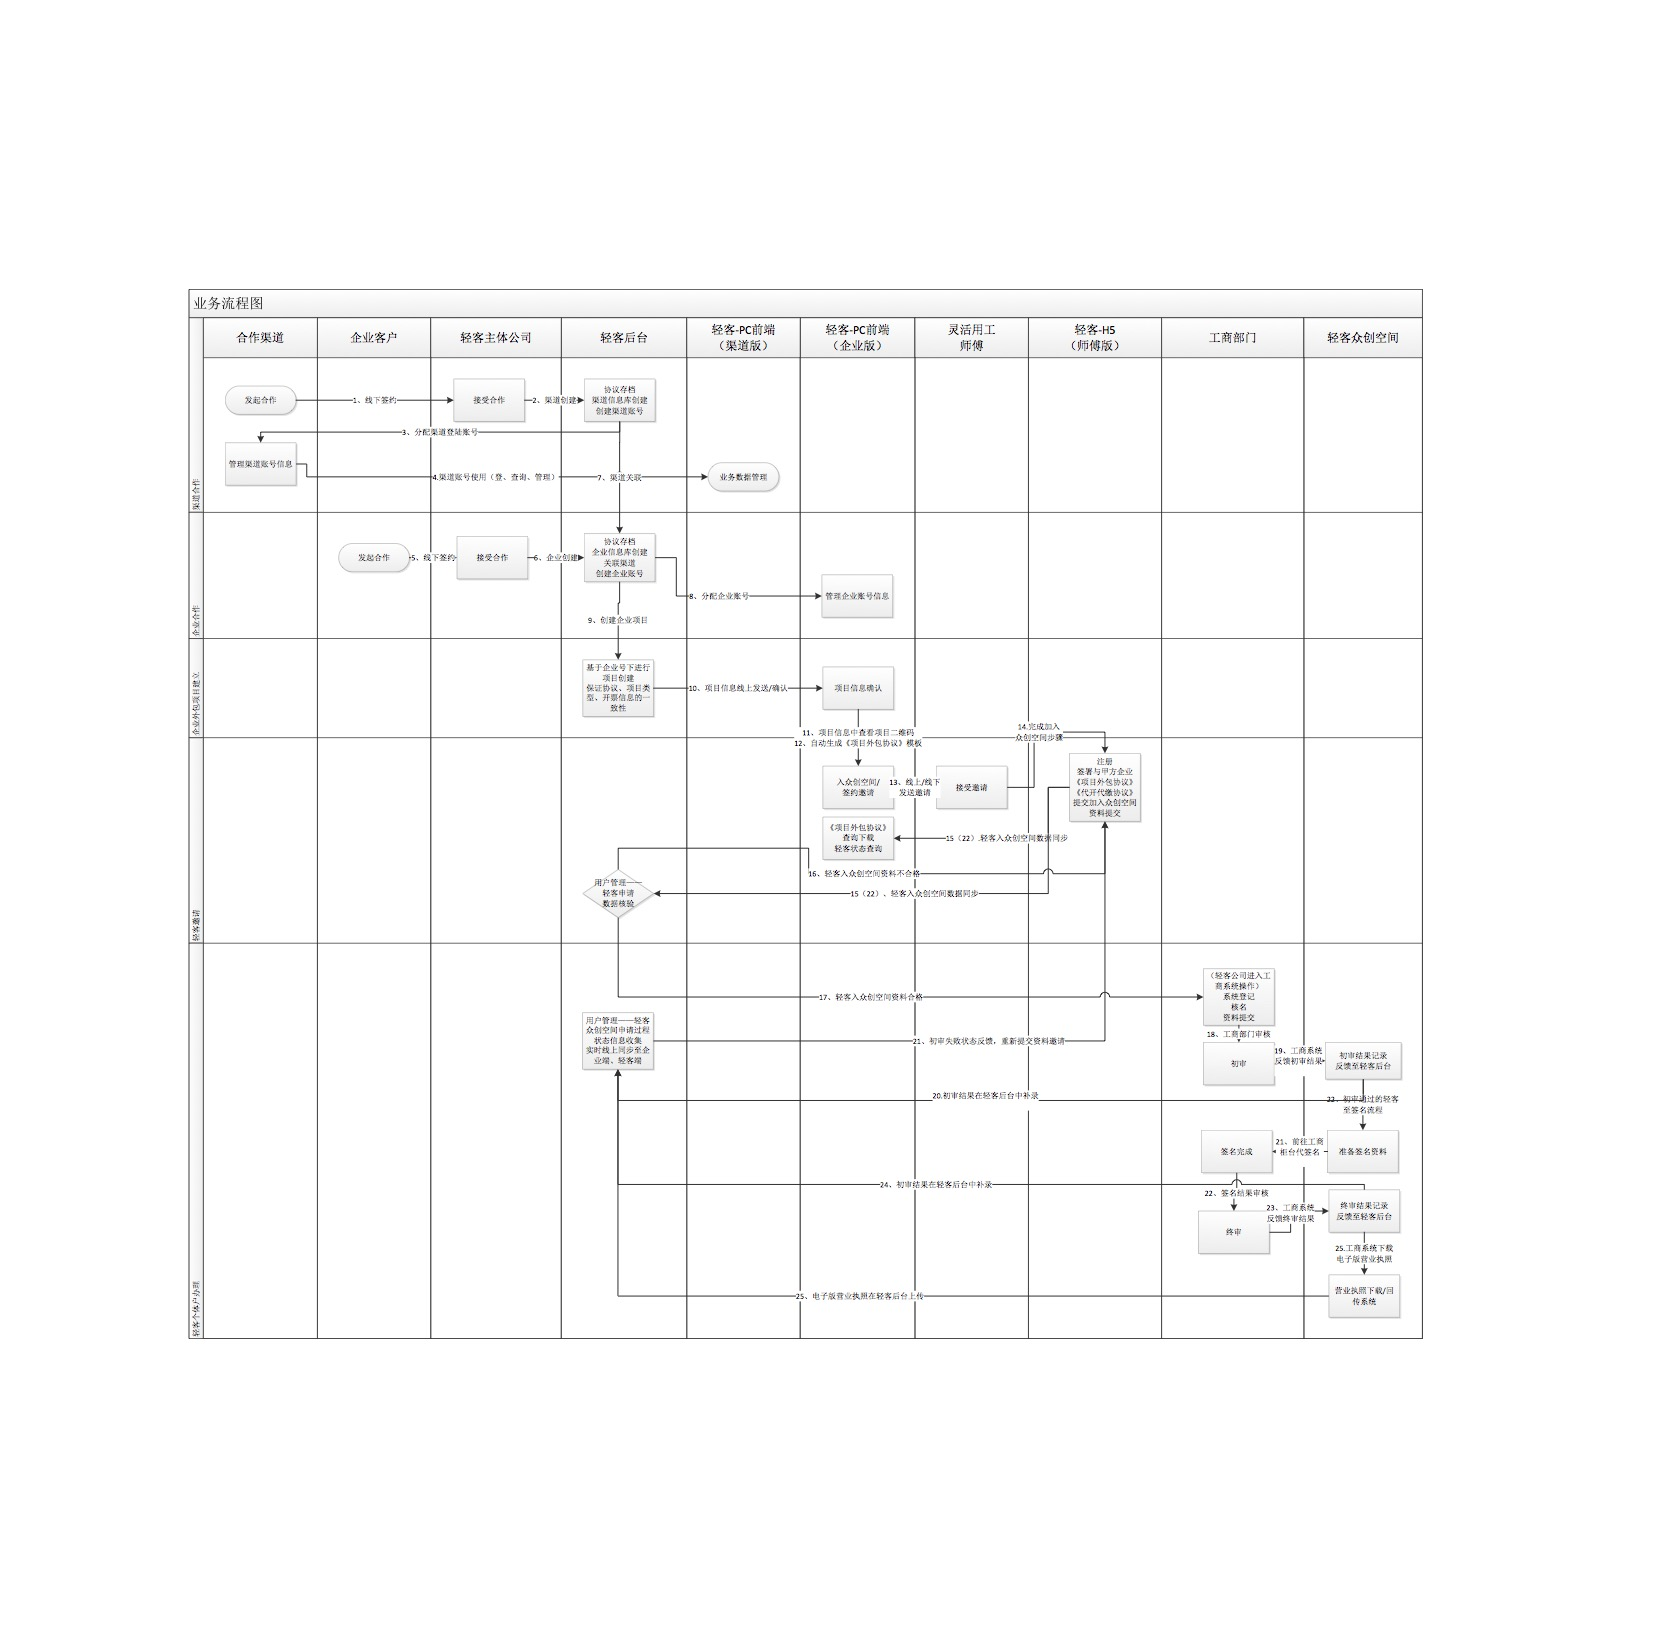 业务流程图
合作渠道
企业客户
轻客主体公司
轻客后台
轻客-PC前端
（渠道版）
轻客-PC前端
（企业版）
灵活用工
师傅
轻客-H5
（师傅版）
工商部门
轻客众创空间
渠道合作
发起合作
1、线下签约
接受合作
2、渠道创建
协议存档
渠道信息库创建
创建渠道账号
3、分配渠道登陆账号
管理渠道账号信息
4.渠道账号使用（登、查询、管理）
7、渠道关联
业务数据管理
企业合作
发起合作
5、线下签约
接受合作
6、企业创建
协议存档
企业信息库创建
关联渠道
创建企业账号
8、分配企业账号
管理企业账号信息
9、创建企业项目
企业外包项目建立
基于企业号下进行
项目创建
保证协议、项目类
型、开票信息的一
致性
10、项目信息线上发送/确认
项目信息确认
11、项目信息中查看项目二维码
12、自动生成《项目外包协议》模板
14.完成加入
众创空间步骤
轻客邀请
入众创空间/
签约邀请
13、线上/线下
发送邀请
接受邀请
注册
签署与甲方企业
《项目外包协议》
《代开代缴协议》
提交加入众创空间
资料提交
《项目外包协议》
查询下载
轻客状态查询
15（22）.轻客入众创空间数据同步
16、轻客入众创空间资料不合格
用户管理——
轻客申请
数据核验
15（22）、轻客入众创空间数据同步
轻客个体户办理
17、轻客入众创空间资料合格
（轻客公司进入工
商系统操作）
系统登记
核名
资料提交
用户管理——轻客
众创空间申请过程
状态信息收集
实时线上同步至企
业端、轻客端
21、初审失败状态反馈，重新提交资料邀请
18、工商部门审核
初审
19、工商系统
反馈初审结果
初审结果记录
反馈至轻客后台
20.初审结果在轻客后台中补录
22、初审通过的轻客
至签名流程
签名完成
21、前往工商
柜台代签名
准备签名资料
24、初审结果在轻客后台中补录
22、签名结果审核
终审
23、工商系统
反馈终审结果
终审结果记录
反馈至轻客后台
25.工商系统下载
电子版营业执照
25、电子版营业执照在轻客后台上传
营业执照下载/回
传系统